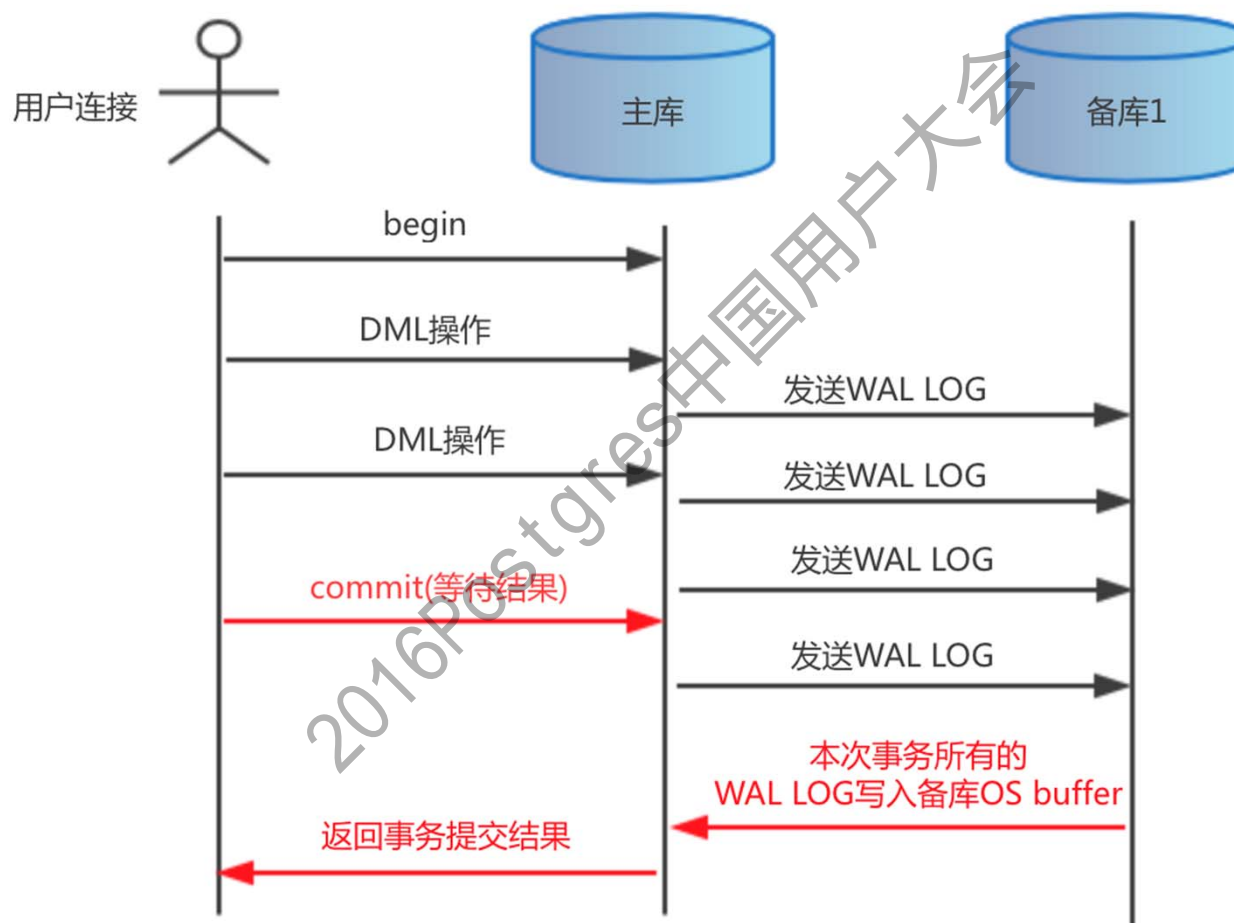 用户连接
主库
备库1
begin
DML操作
发送WAL LOG
DML操作
发送WAL LOG
发送WAL LOG
commit(等待结果)
发送WAL LOG
本次事务所有的
WAL LOG写入备库OS buffer
返回事务提交结果
2016Postgres中国用户大会